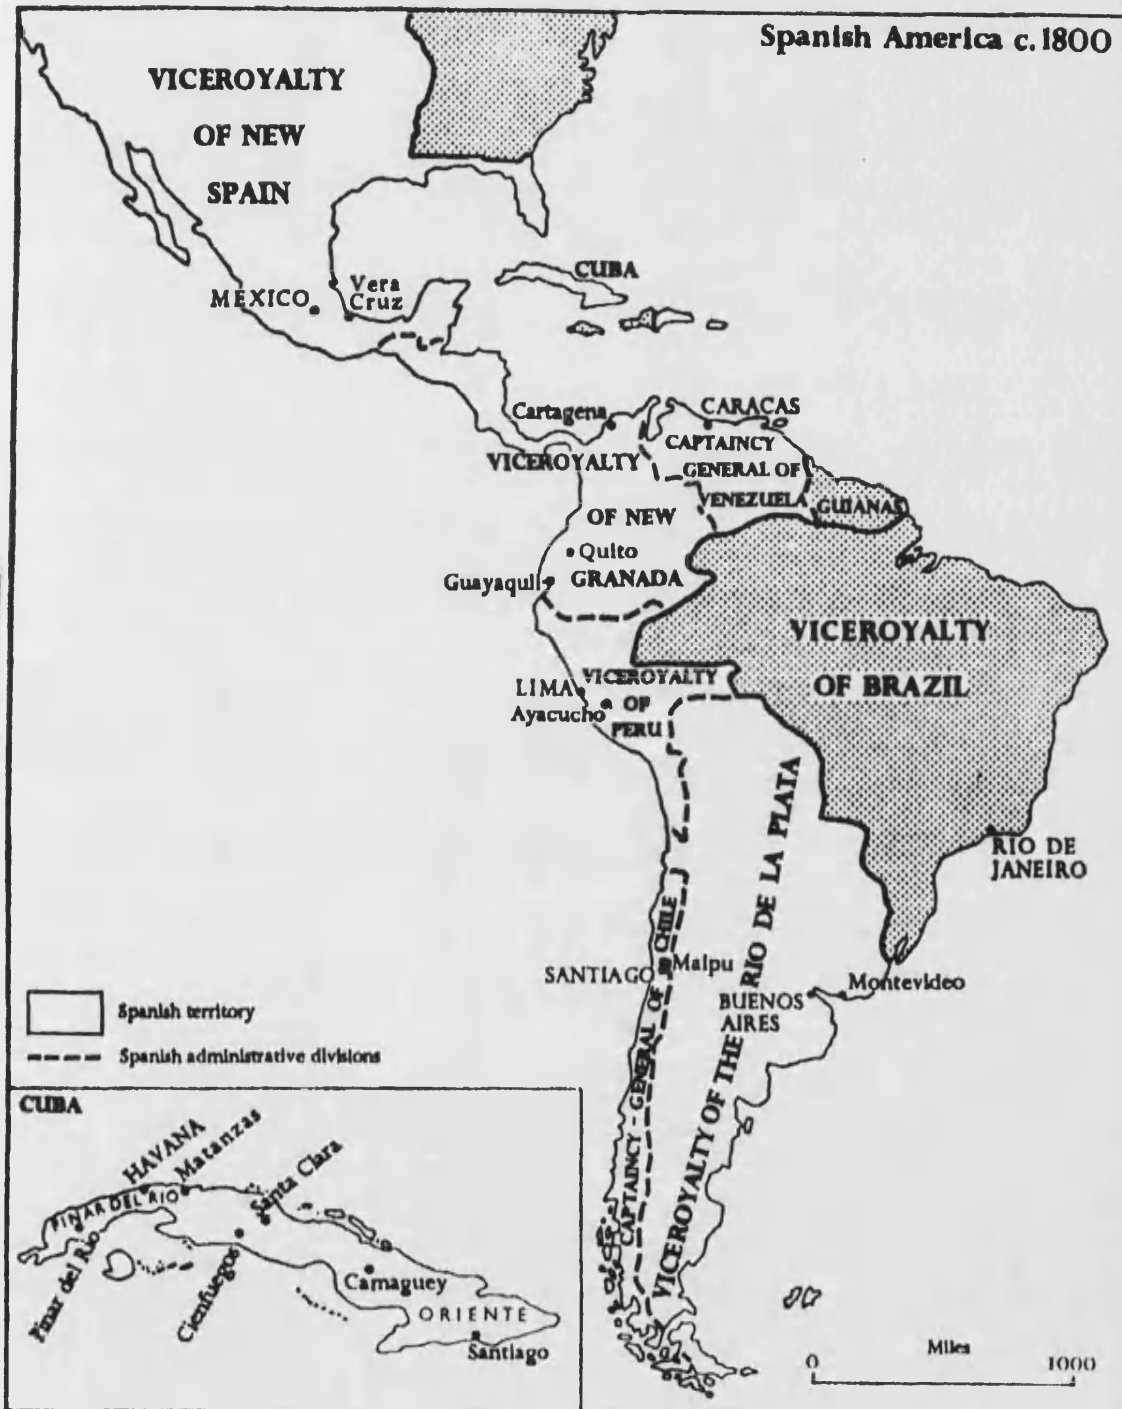 Spanish America c.1800
VICEROYALTY
OF NEW
SPAIN
CUBA
MEXICO
Vera
Cruz
Cartagena
CARACAS
CAPTAINCY
GENERAL OF
VENEZUELA
GUIANAS
VICEROYALTY
OF NEW
GRANADA
Quito
Guayaquil
VICEROYALTY
OF BRAZIL
VICEROYALTY
OF
PERU
LIMA
Ayacucho
RIO DE
JANEIRO
VICEROYALTY OF THE RIO DE LA PLATA
CAPTAINCY - GENERAL OF CHILE
SANTIAGO
Maipu
BUENOS
AIRES
Montevideo
Spanish territory
Spanish administrative divisions
CUBA
HAVANA
Matanzas
Santa Clara
PINAR DEL RIO
Pinar del Rio
Cienfuegos
Camaguey
ORIENTE
Santiago
Miles
0 1000